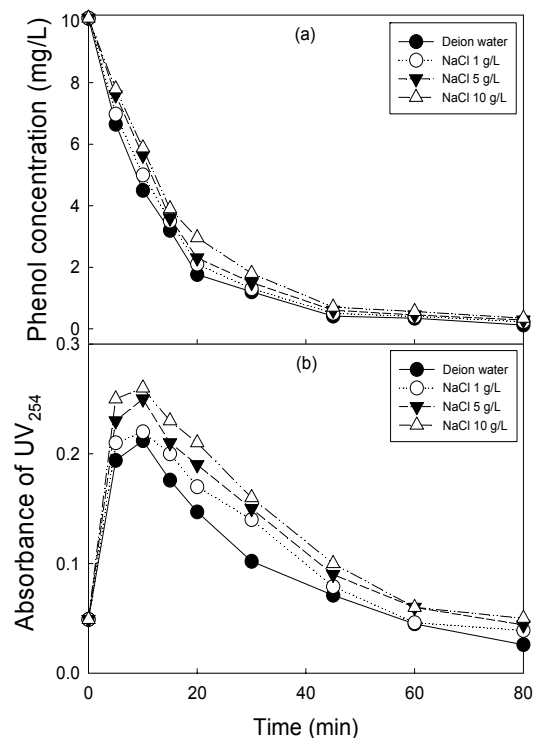 (a)
Deion water
NaCl 1 g/L
NaCl 5 g/L
NaCl 10 g/L
Phenol concentration (mg/L)
10
8
6
4
2
0
(b)
Deion water
NaCl 1 g/L
NaCl 5 g/L
NaCl 10 g/L
Absorbance of UV254
0.3
0.2
0.1
0.0
0 20 40 60 80
Time (min)